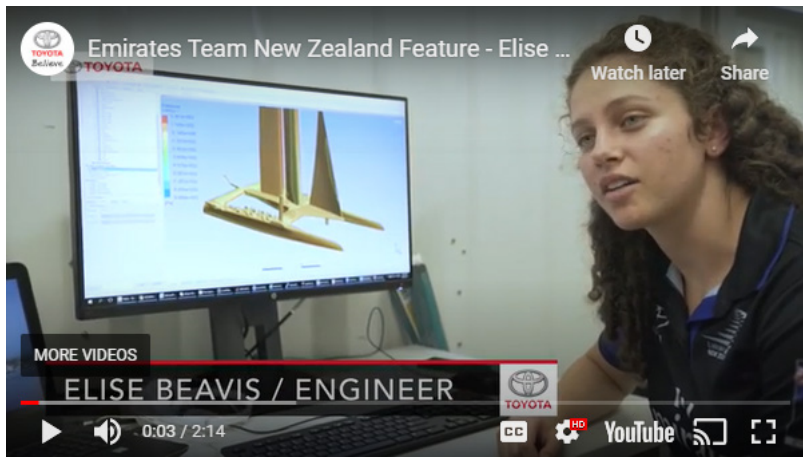 TOYOTA
Believe
Emirates Team New Zealand Feature - Elise ...
TOYOTA
Watch later
Share
MORE VIDEOS
ELISE BEAVIS / ENGINEER
TOYOTA
0:03 / 2:14
CC
HD
YouTube